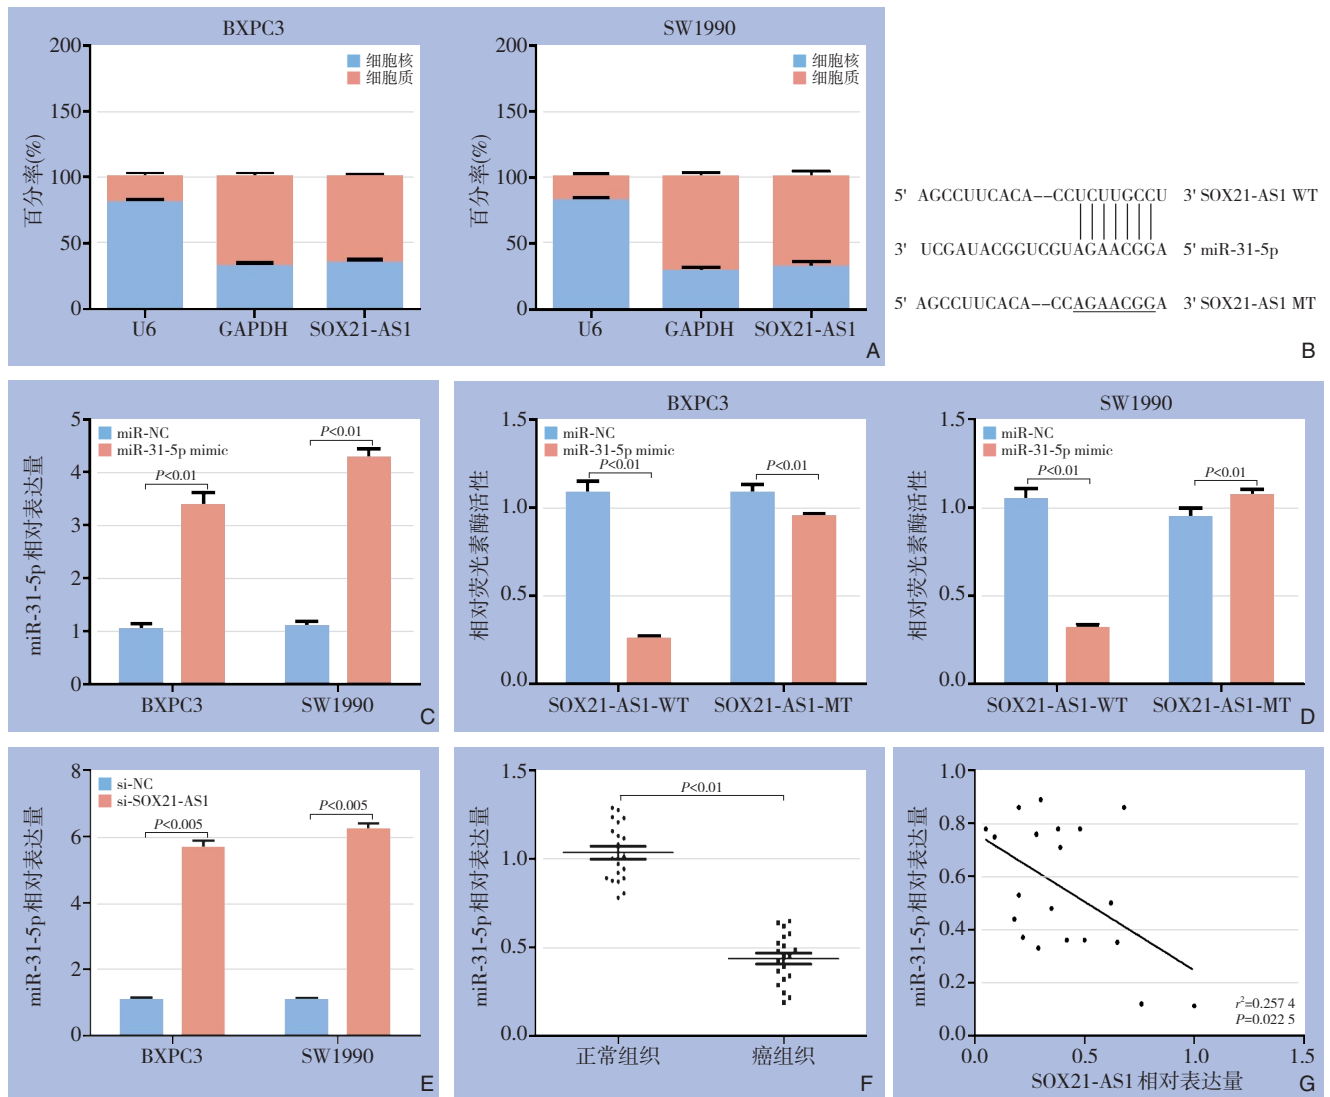 BXPC3
200
150
100
50
0
百分率(%)
细胞核
细胞质
U6 GAPDH SOX21-AS1
SW1990
200
150
100
50
0
百分率(%)
细胞核
细胞质
U6 GAPDH SOX21-AS1
A
5' AGCCUUCACA--CCUCUUGCCU 3' SOX21-AS1 WT
3' UCGAUACGGUCGUAGAACGGA 5' miR-31-5p
5' AGCCUUCACA--CCAGAACGGA 3' SOX21-AS1 MT
B
5
4
3
2
1
0
miR-31-5p 相对表达量
miR-NC
miR-31-5p mimic
P<0.01
P<0.01
BXPC3 SW1990
C
BXPC3
1.5
1.0
0.5
0.0
相对荧光素酶活性
miR-NC
miR-31-5p mimic
P<0.01
P<0.01
SOX21-AS1-WT SOX21-AS1-MT
SW1990
1.5
1.0
0.5
0.0
相对荧光素酶活性
miR-NC
miR-31-5p mimic
P<0.01
P<0.01
SOX21-AS1-WT SOX21-AS1-MT
D
8
6
4
2
0
miR-31-5p 相对表达量
si-NC
si-SOX21-AS1
P<0.005
P<0.005
BXPC3 SW1990
E
1.5
1.0
0.5
0.0
miR-31-5p 相对表达量
P<0.01
正常组织 癌组织
F
1.0
0.8
0.6
0.4
0.2
0.0
miR-31-5p 相对表达量
r²=0.257 4
P=0.022 5
0.0 0.5 1.0 1.5
SOX21-AS1 相对表达量
G